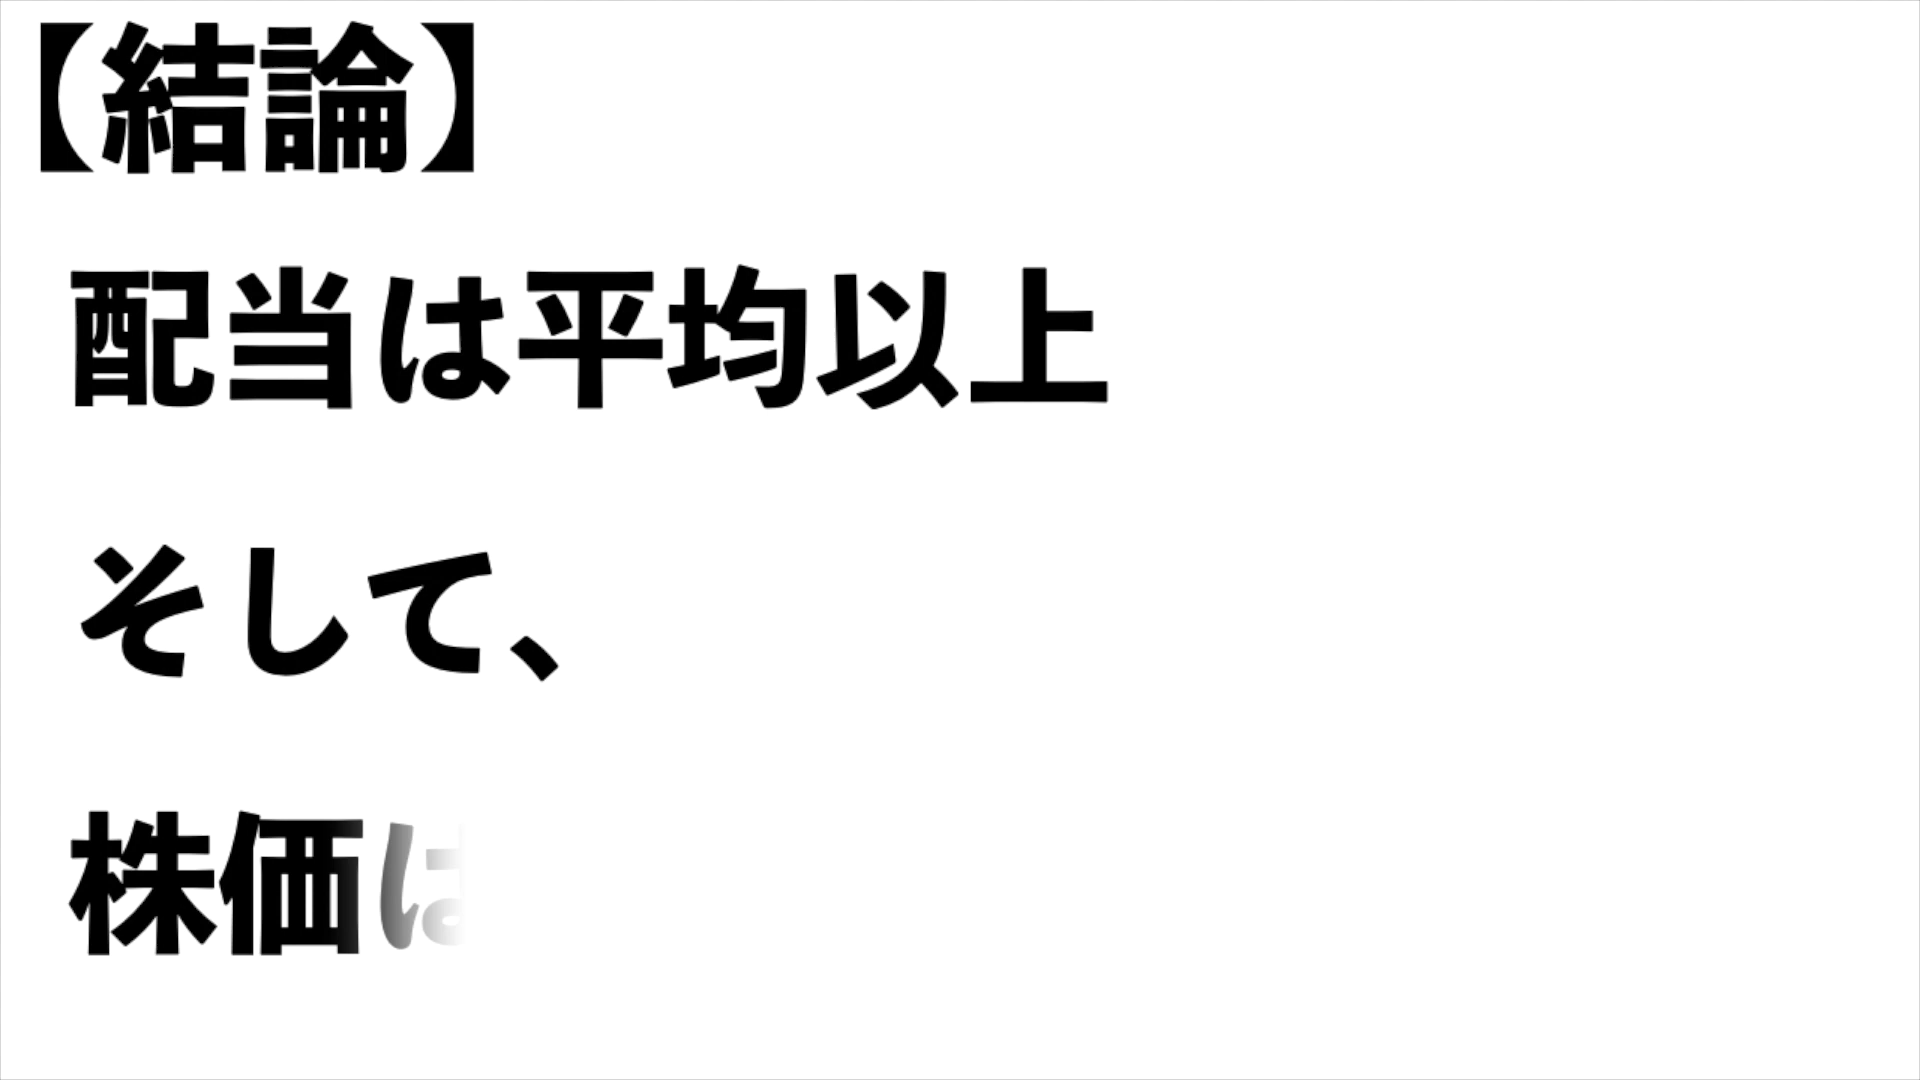 【結論】
配当は平均以上
そして、
株価は